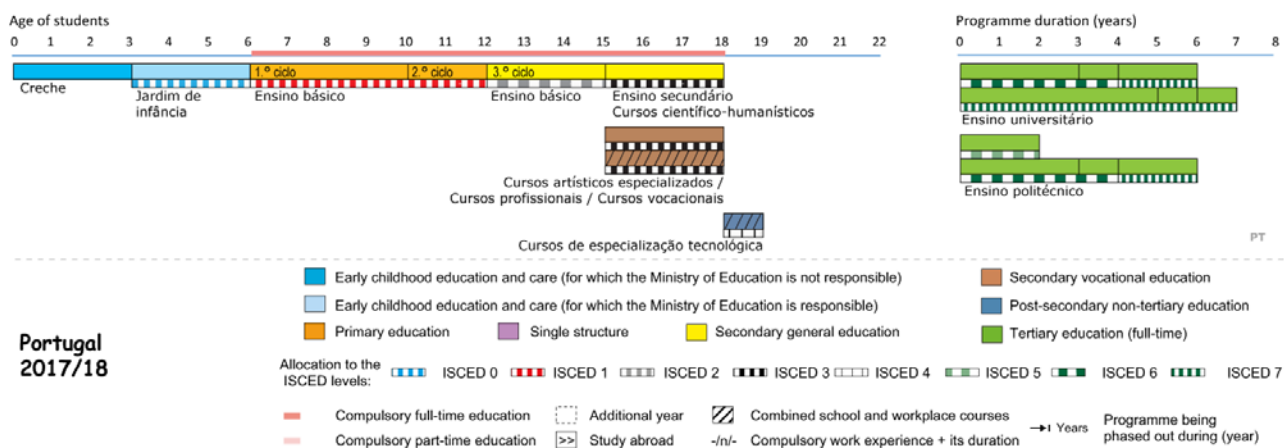 Age of students
Programme duration (years)
0 1 2 3 4 5 6 7 8 9 10 11 12 13 14 15 16 17 18 19 20 21 22
0 1 2 3 4 5 6 7 8
1.º ciclo 2.º ciclo 3.º ciclo
Creche
Jardim de
infância
Ensino básico
Ensino básico
Ensino secundário
Cursos científico-humanísticos
Ensino universitário
Cursos artísticos especializados /
Cursos profissionais / Cursos vocacionais
Ensino politécnico
Cursos de especialização tecnológica
PT
Early childhood education and care (for which the Ministry of Education is not responsible)
Secondary vocational education
Early childhood education and care (for which the Ministry of Education is responsible)
Post-secondary non-tertiary education
Primary education
Single structure
Secondary general education
Tertiary education (full-time)
Portugal
2017/18
Allocation to the
ISCED levels:
ISCED 0 ISCED 1 ISCED 2 ISCED 3 ISCED 4 ISCED 5 ISCED 6 ISCED 7
Compulsory full-time education
Additional year
Combined school and workplace courses
Years
Programme being
phased out during (year)
Compulsory part-time education
>> Study abroad
-/n/- Compulsory work experience + its duration